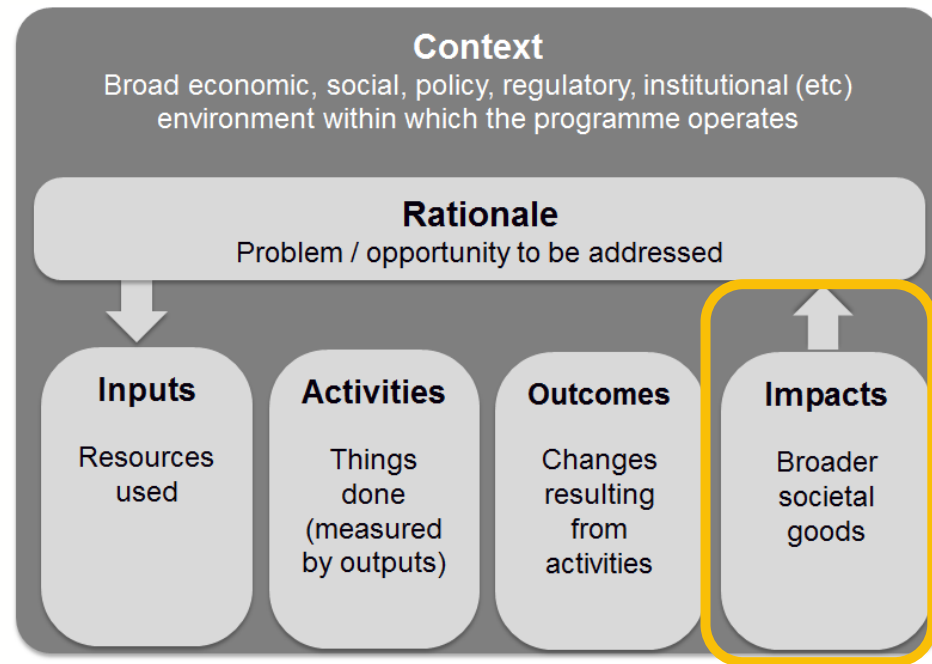 Context
Broad economic, social, policy, regulatory, institutional (etc)
environment within which the programme operates
Rationale
Problem / opportunity to be addressed
Inputs
Resources
used
Activities
Things
done
(measured
by outputs)
Outcomes
Changes
resulting
from
activities
Impacts
Broader
societal
goods